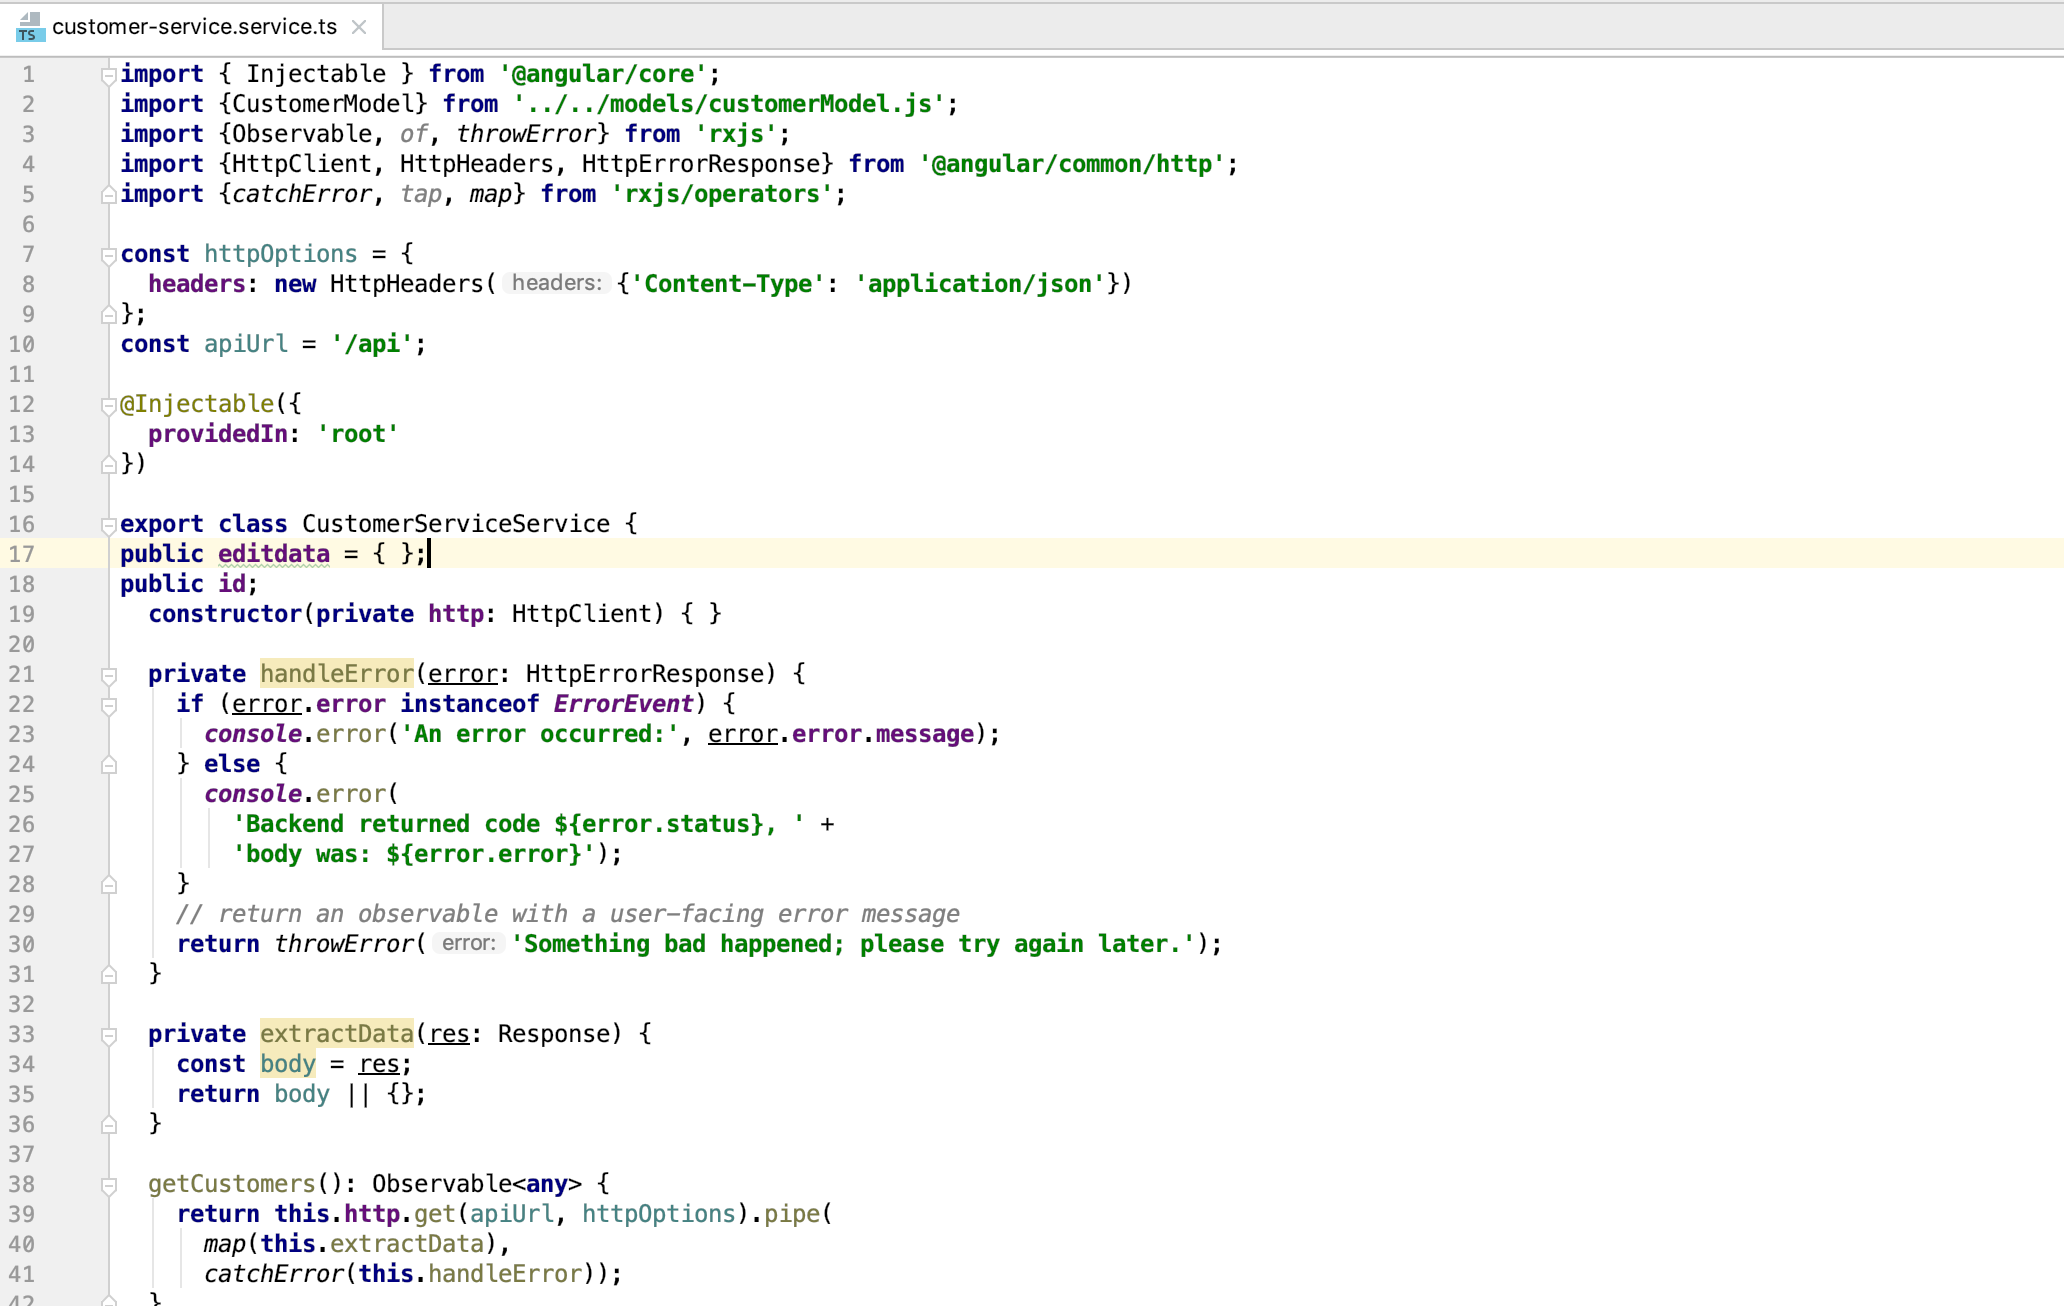 TS customer-service.service.ts ×
1 import { Injectable } from '@angular/core';
2 import {CustomerModel} from '../../models/customerModel.js';
3 import {Observable, of, throwError} from 'rxjs';
4 import {HttpClient, HttpHeaders, HttpErrorResponse} from '@angular/common/http';
5 import {catchError, tap, map} from 'rxjs/operators';
6
7 const httpOptions = {
8   headers: new HttpHeaders( headers: {'Content-Type': 'application/json'})
9 };
10 const apiUrl = '/api';
11
12 @Injectable({
13   providedIn: 'root'
14 })
15
16 export class CustomerServiceService {
17 public editdata = { };
18 public id;
19   constructor(private http: HttpClient) { }
20
21   private handleError(error: HttpErrorResponse) {
22     if (error.error instanceof ErrorEvent) {
23       console.error('An error occurred:', error.error.message);
24     } else {
25       console.error(
26         'Backend returned code ${error.status}, ' +
27         'body was: ${error.error}');
28     }
29     // return an observable with a user-facing error message
30     return throwError( error: 'Something bad happened; please try again later.');
31   }
32
33   private extractData(res: Response) {
34     const body = res;
35     return body || {};
36   }
37
38   getCustomers(): Observable<any> {
39     return this.http.get(apiUrl, httpOptions).pipe(
40       map(this.extractData),
41       catchError(this.handleError));
42   }